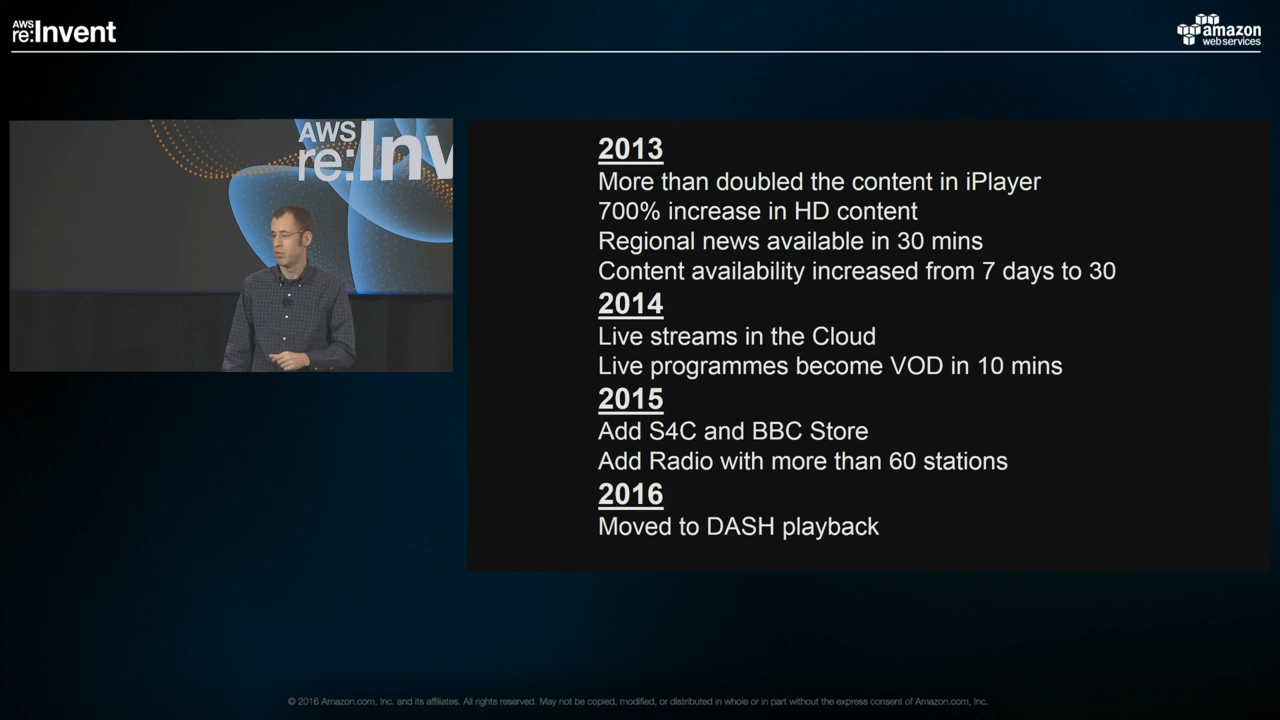 AWS
re:Invent
amazon
web services
AWS
re:Inv
2013
More than doubled the content in iPlayer
700% increase in HD content
Regional news available in 30 mins
Content availability increased from 7 days to 30
2014
Live streams in the Cloud
Live programmes become VOD in 10 mins
2015
Add S4C and BBC Store
Add Radio with more than 60 stations
2016
Moved to DASH playback
© 2016 Amazon.com, Inc. and its affiliates. All rights reserved. May not be copied, modified, or distributed in whole or in part without the express consent of Amazon.com, Inc.